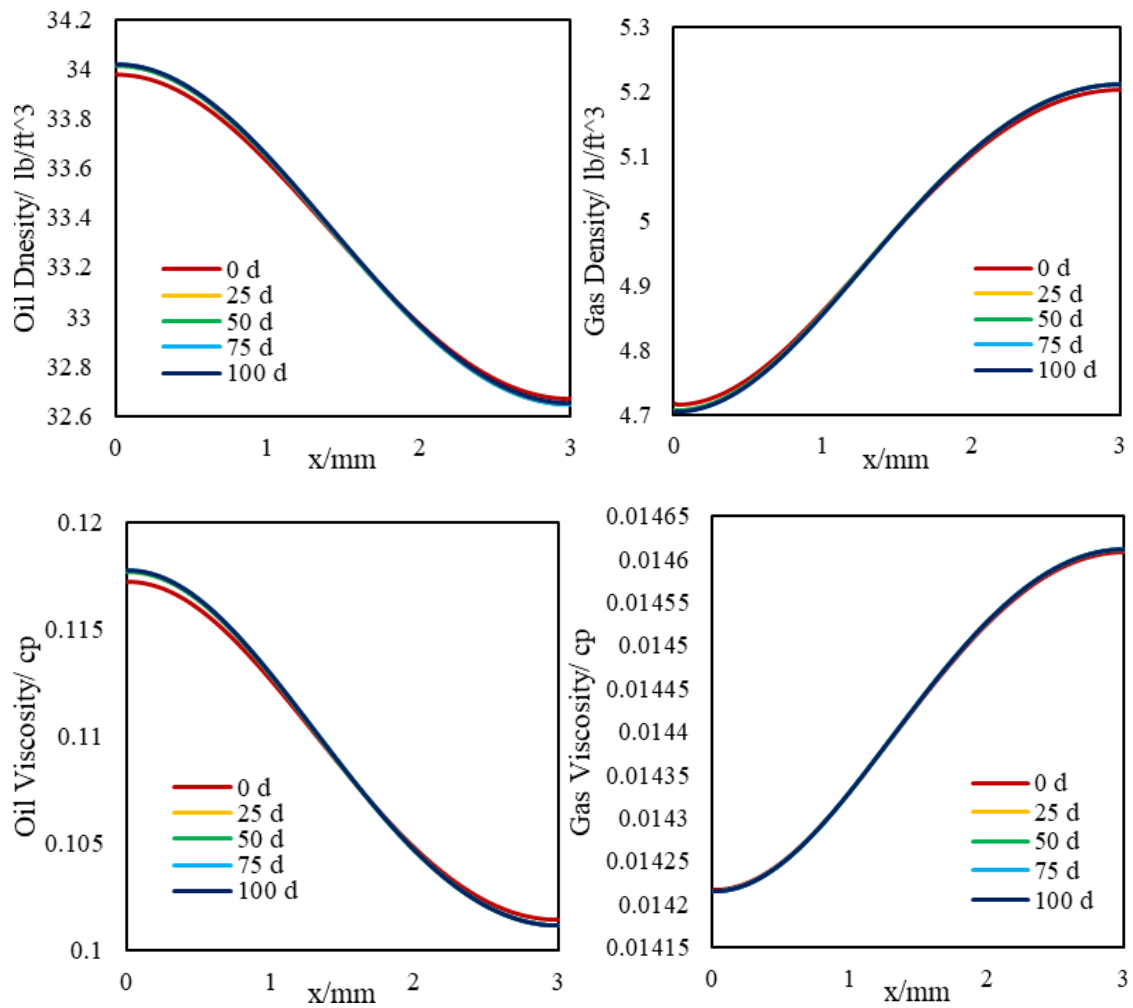 Oil Dnesity/ lb/ft^3
34.2
34
33.8
33.6
33.4
33.2
33
32.8
32.6
0 d
25 d
50 d
75 d
100 d
0 1 2 3
x/mm
Gas Density/ lb/ft^3
5.3
5.2
5.1
5
4.9
4.8
4.7
0 d
25 d
50 d
75 d
100 d
0 1 2 3
x/mm
Oil Viscosity/ cp
0.12
0.115
0.11
0.105
0.1
0 d
25 d
50 d
75 d
100 d
0 1 2 3
x/mm
Gas Viscosity/ cp
0.01465
0.0146
0.01455
0.0145
0.01445
0.0144
0.01435
0.0143
0.01425
0.0142
0.01415
0 d
25 d
50 d
75 d
100 d
0 1 2 3
x/mm